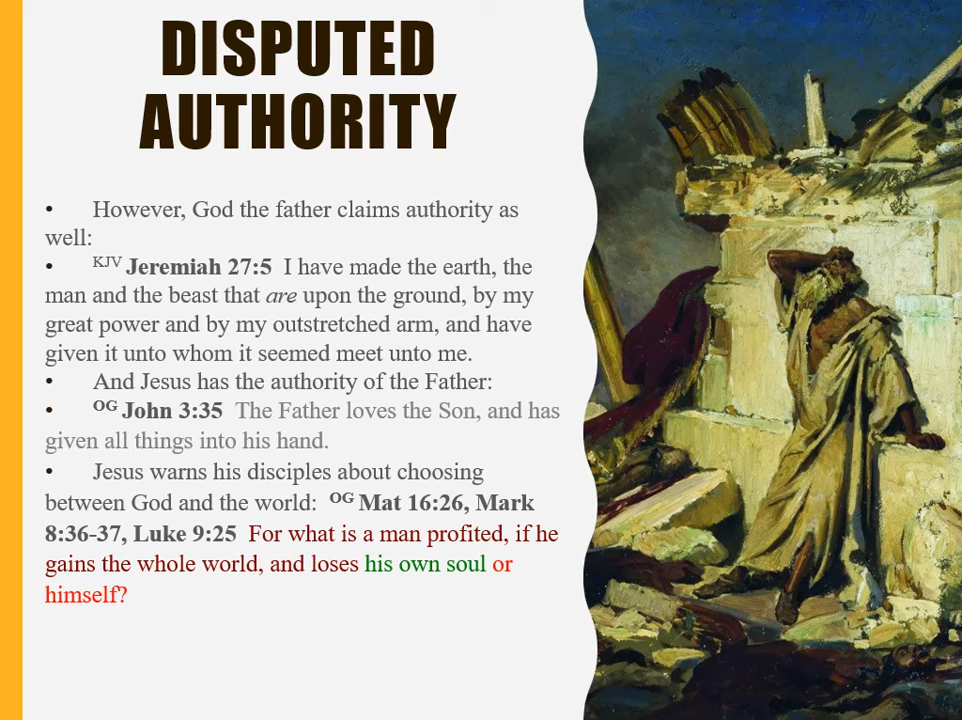 DISPUTED
AUTHORITY
• However, God the father claims authority as
well:
• KJV Jeremiah 27:5 I have made the earth, the
man and the beast that are upon the ground, by my
great power and by my outstretched arm, and have
given it unto whom it seemed meet unto me.
• And Jesus has the authority of the Father:
• OG John 3:35 The Father loves the Son, and has
given all things into his hand.
• Jesus warns his disciples about choosing
between God and the world: OG Mat 16:26, Mark
8:36-37, Luke 9:25 For what is a man profited, if he
gains the whole world, and loses his own soul or
himself?